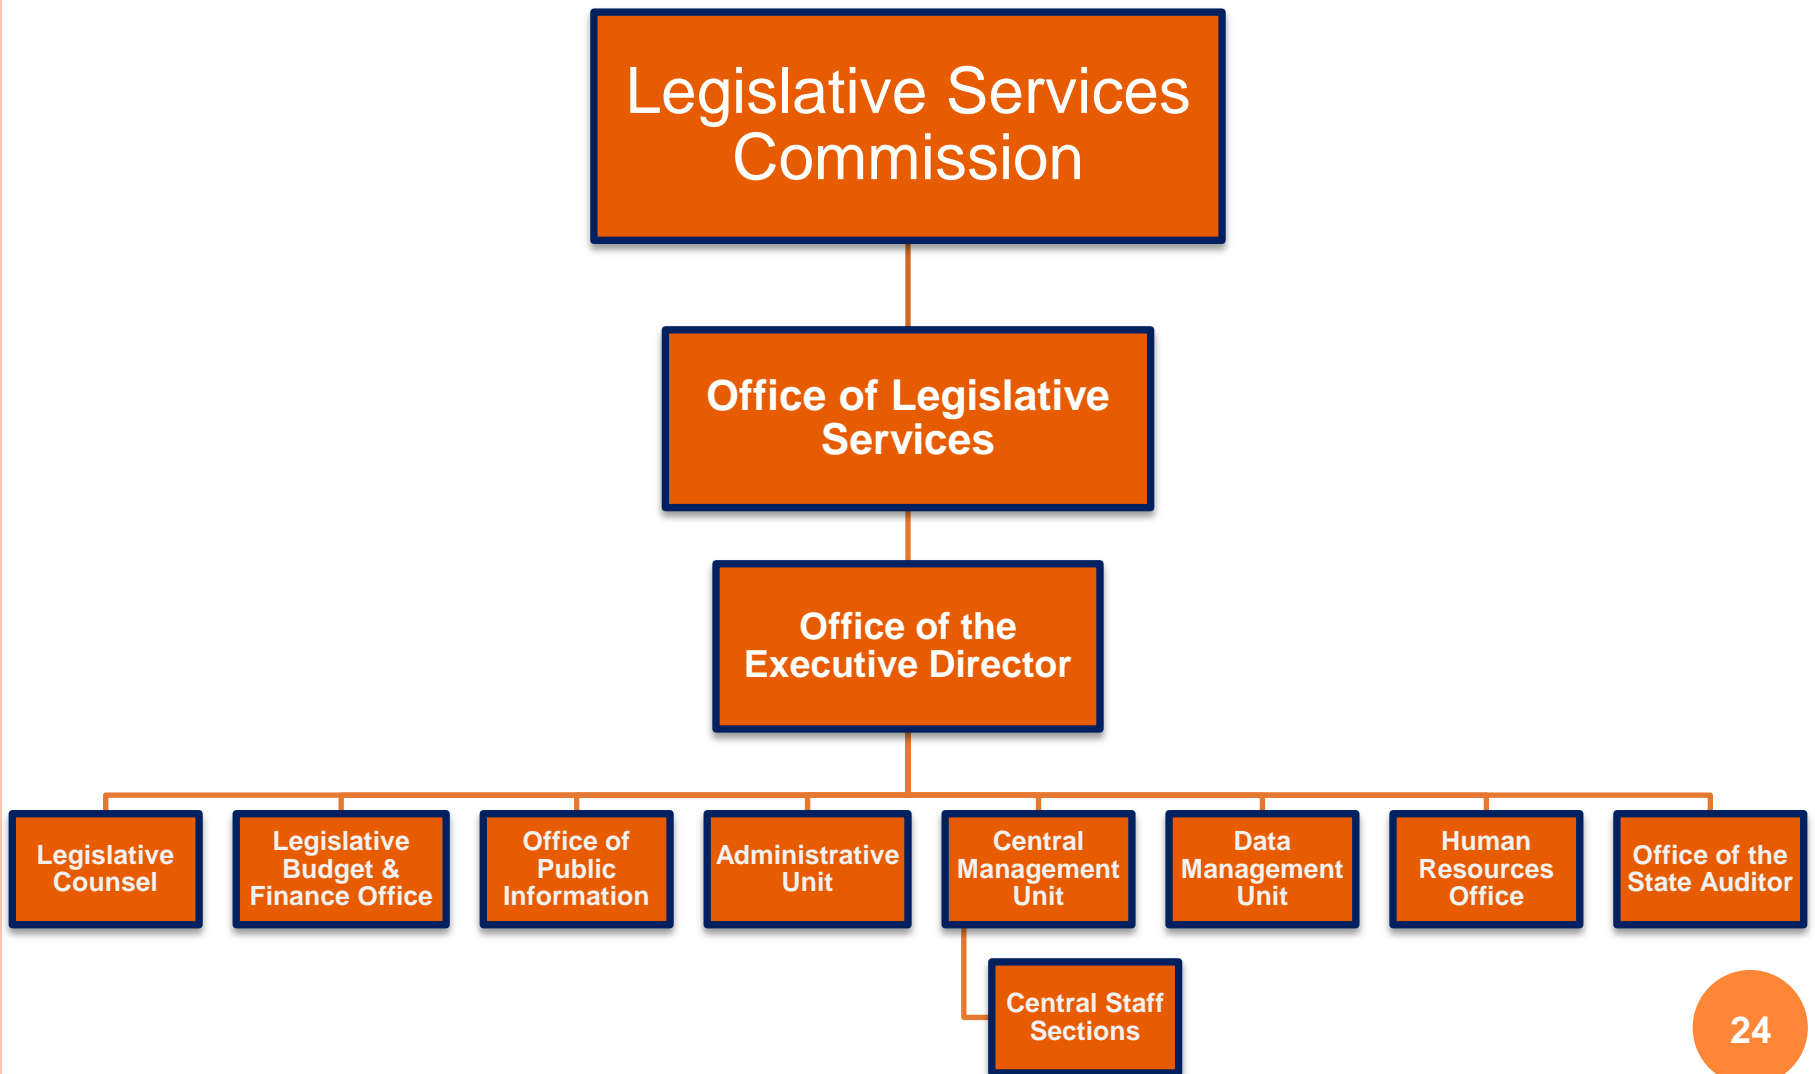 Legislative Services
Commission
Office of Legislative
Services
Office of the
Executive Director
Legislative
Counsel
Legislative
Budget &
Finance Office
Office of
Public
Information
Administrative
Unit
Central
Management
Unit
Data
Management
Unit
Human
Resources
Office
Office of the
State Auditor
Central Staff
Sections
24